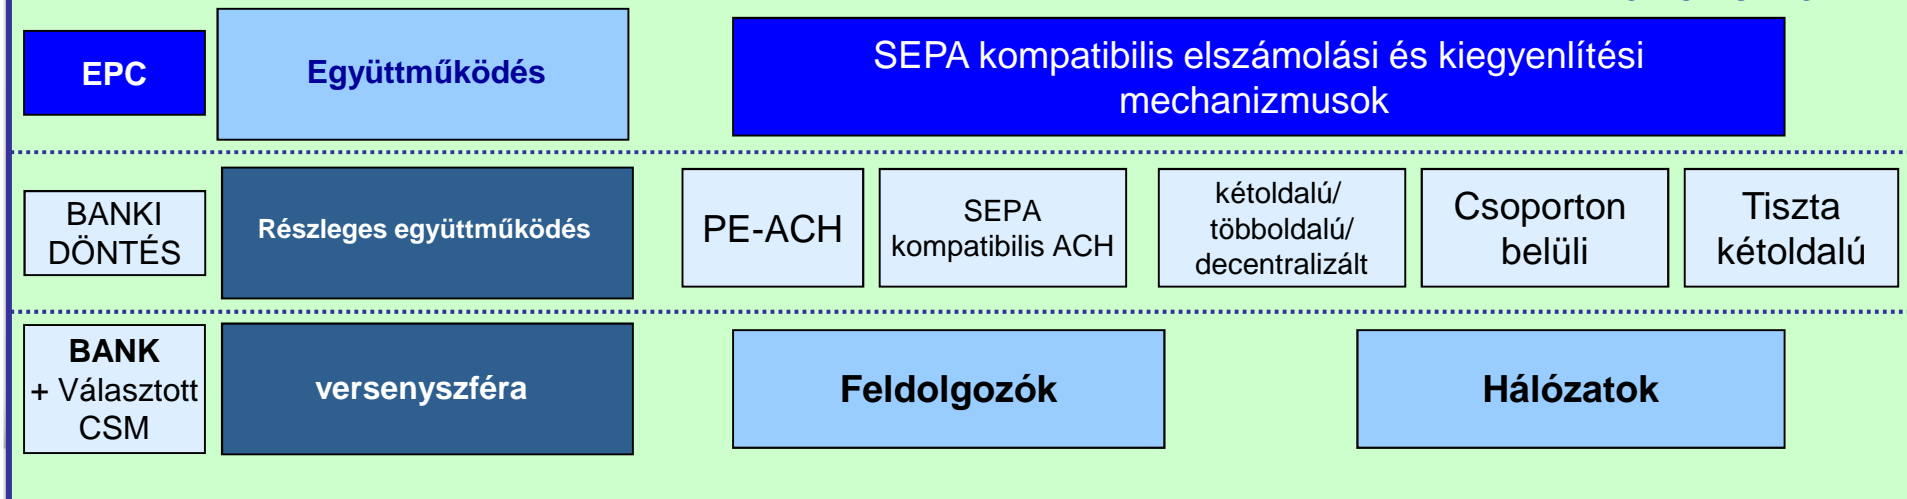 EPC
Együttműködés
SEPA kompatibilis elszámolási és kiegyenlítési
mechanizmusok
BANKI
DÖNTÉS
Részleges együttműködés
PE-ACH
SEPA
kompatibilis ACH
kétoldalú/
többoldalú/
decentralizált
Csoporton
belüli
Tiszta
kétoldalú
BANK
+ Választott
CSM
versenyszféra
Feldolgozók
Hálózatok